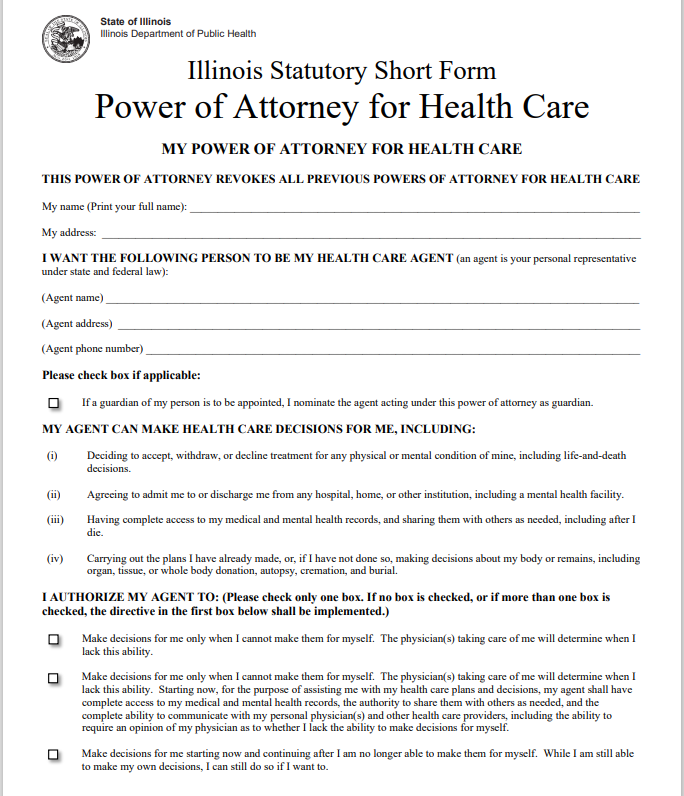 State of Illinois
Illinois Department of Public Health
Illinois Statutory Short Form
Power of Attorney for Health Care
MY POWER OF ATTORNEY FOR HEALTH CARE
THIS POWER OF ATTORNEY REVOKES ALL PREVIOUS POWERS OF ATTORNEY FOR HEALTH CARE
My name (Print your full name):
My address:
I WANT THE FOLLOWING PERSON TO BE MY HEALTH CARE AGENT (an agent is your personal representative
under state and federal law):
(Agent name)
(Agent address)
(Agent phone number)
Please check box if applicable:
If a guardian of my person is to be appointed, I nominate the agent acting under this power of attorney as guardian.
MY AGENT CAN MAKE HEALTH CARE DECISIONS FOR ME, INCLUDING:
(i) Deciding to accept, withdraw, or decline treatment for any physical or mental condition of mine, including life-and-death
decisions.
(ii) Agreeing to admit me to or discharge me from any hospital, home, or other institution, including a mental health facility.
(iii) Having complete access to my medical and mental health records, and sharing them with others as needed, including after I
die.
(iv) Carrying out the plans I have already made, or, if I have not done so, making decisions about my body or remains, including
organ, tissue, or whole body donation, autopsy, cremation, and burial.
I AUTHORIZE MY AGENT TO: (Please check only one box. If no box is checked, or if more than one box is
checked, the directive in the first box below shall be implemented.)
Make decisions for me only when I cannot make them for myself. The physician(s) taking care of me will determine when I
lack this ability.
Make decisions for me only when I cannot make them for myself. The physician(s) taking care of me will determine when I
lack this ability. Starting now, for the purpose of assisting me with my health care plans and decisions, my agent shall have
complete access to my medical and mental health records, the authority to share them with others as needed, and the
complete ability to communicate with my personal physician(s) and other health care providers, including the ability to
require an opinion of my physician as to whether I lack the ability to make decisions for myself.
Make decisions for me starting now and continuing after I am no longer able to make them for myself. While I am still able
to make my own decisions, I can still do so if I want to.